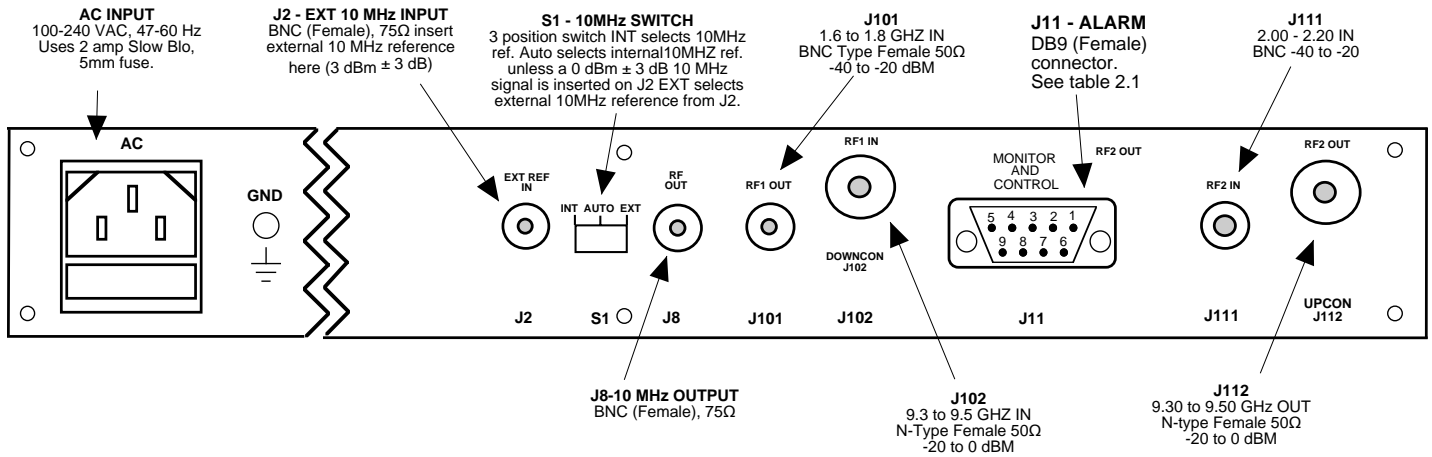 AC INPUT
100-240 VAC, 47-60 Hz
Uses 2 amp Slow Blo,
5mm fuse.
J2 - EXT 10 MHz INPUT
BNC (Female), 75Ω insert
external 10 MHz reference
here (3 dBm ± 3 dB)
S1 - 10MHz SWITCH
3 position switch INT selects 10MHz
ref. Auto selects internal10MHZ ref.
unless a 0 dBm ± 3 dB 10 MHz
signal is inserted on J2 EXT selects
external 10MHz reference from J2.
J101
1.6 to 1.8 GHZ IN
BNC Type Female 50Ω
-40 to -20 dBM
J11 - ALARM
DB9 (Female)
connector.
See table 2.1
J111
2.00 - 2.20 IN
BNC -40 to -20
AC
GND
EXT REF
IN
INT AUTO EXT
RF
OUT
RF1 OUT
RF1 IN
DOWNCON
J102
MONITOR
AND
CONTROL
5 4 3 2 1
9 8 7 6
RF2 OUT
RF2 IN
RF2 OUT
UPCON
J112
J2
S1
J8
J101
J102
J11
J111
J8-10 MHz OUTPUT
BNC (Female), 75Ω
J102
9.3 to 9.5 GHZ IN
N-Type Female 50Ω
-20 to 0 dBM
J112
9.30 to 9.50 GHz OUT
N-type Female 50Ω
-20 to 0 dBM